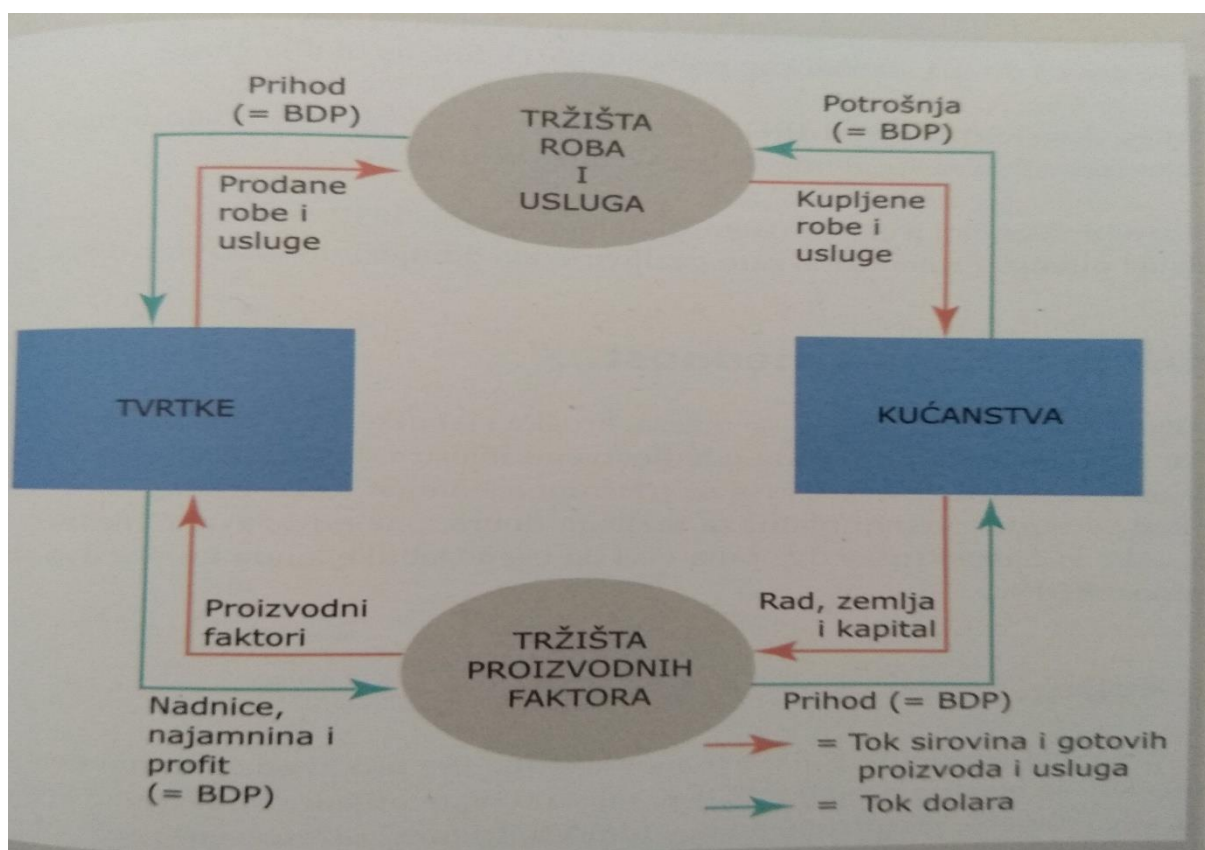 Prihod
(= BDP)
TRŽIŠTA
ROBA
I
USLUGA
Potrošnja
(= BDP)
Prodane
robe i
usluge
Kupljene
robe i
usluge
TVRTKE
KUĆANSTVA
Proizvodni
faktori
TRŽIŠTA
PROIZVODNIH
FAKTORA
Rad, zemlja
i kapital
Nadnice,
najamnina i
profit
(= BDP)
Prihod (= BDP)
= Tok sirovina i gotovih
proizvoda i usluga
= Tok dolara